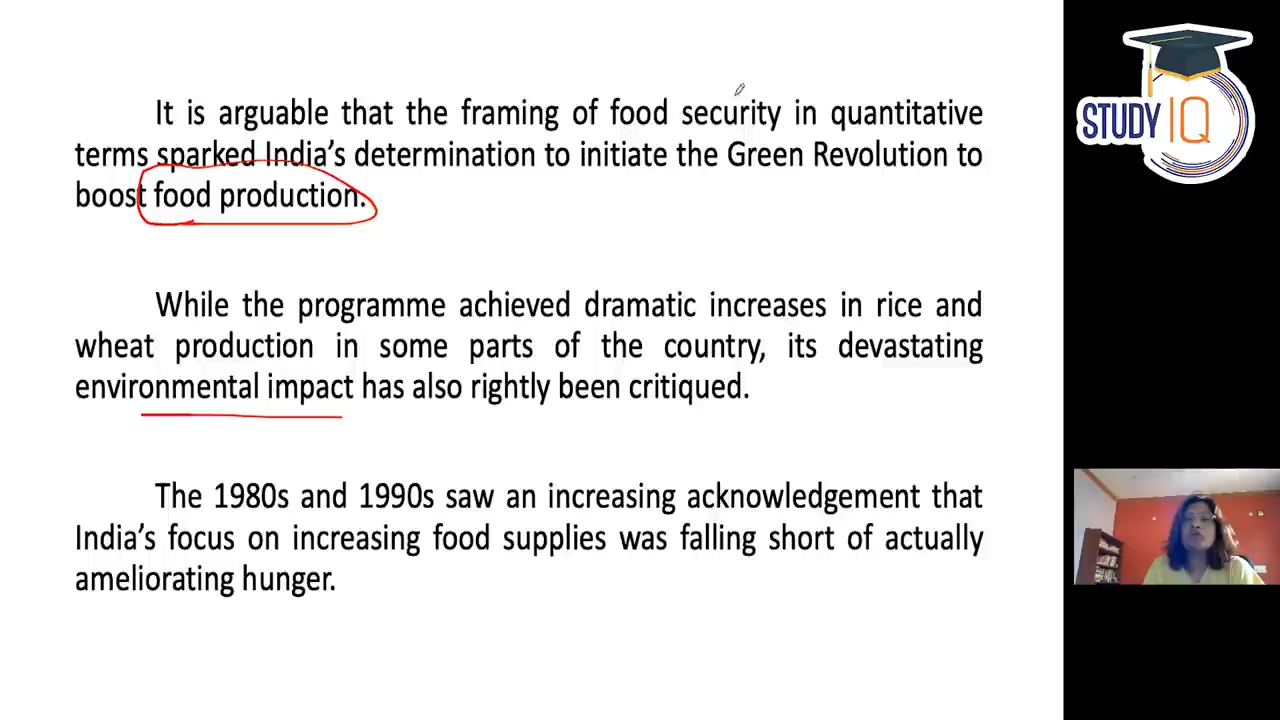 It is arguable that the framing of food security in quantitative
terms sparked India's determination to initiate the Green Revolution to
boost food production.
While the programme achieved dramatic increases in rice and
wheat production in some parts of the country, its devastating
environmental impact has also rightly been critiqued.
The 1980s and 1990s saw an increasing acknowledgement that
India's focus on increasing food supplies was falling short of actually
ameliorating hunger.
STUDY IQ